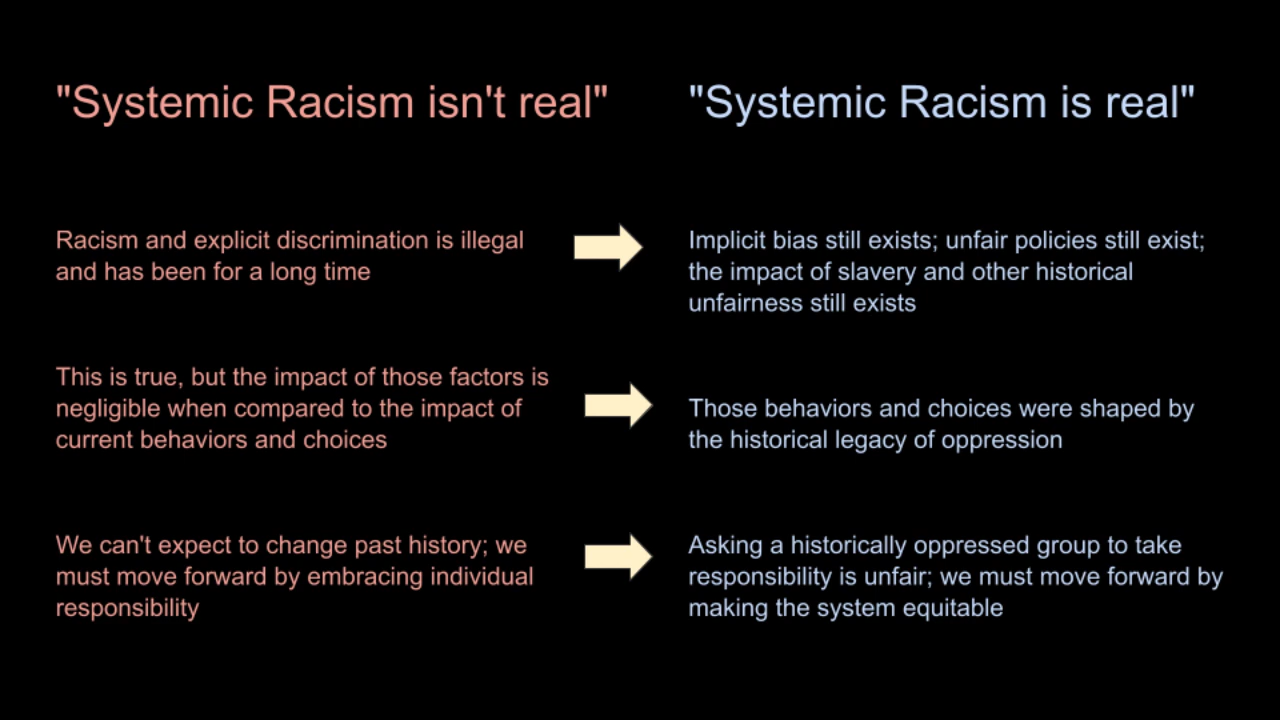 "Systemic Racism isn't real"
"Systemic Racism is real"
Racism and explicit discrimination is illegal
and has been for a long time
Implicit bias still exists; unfair policies still exist;
the impact of slavery and other historical
unfairness still exists
This is true, but the impact of those factors is
negligible when compared to the impact of
current behaviors and choices
Those behaviors and choices were shaped by
the historical legacy of oppression
We can't expect to change past history; we
must move forward by embracing individual
responsibility
Asking a historically oppressed group to take
responsibility is unfair; we must move forward by
making the system equitable